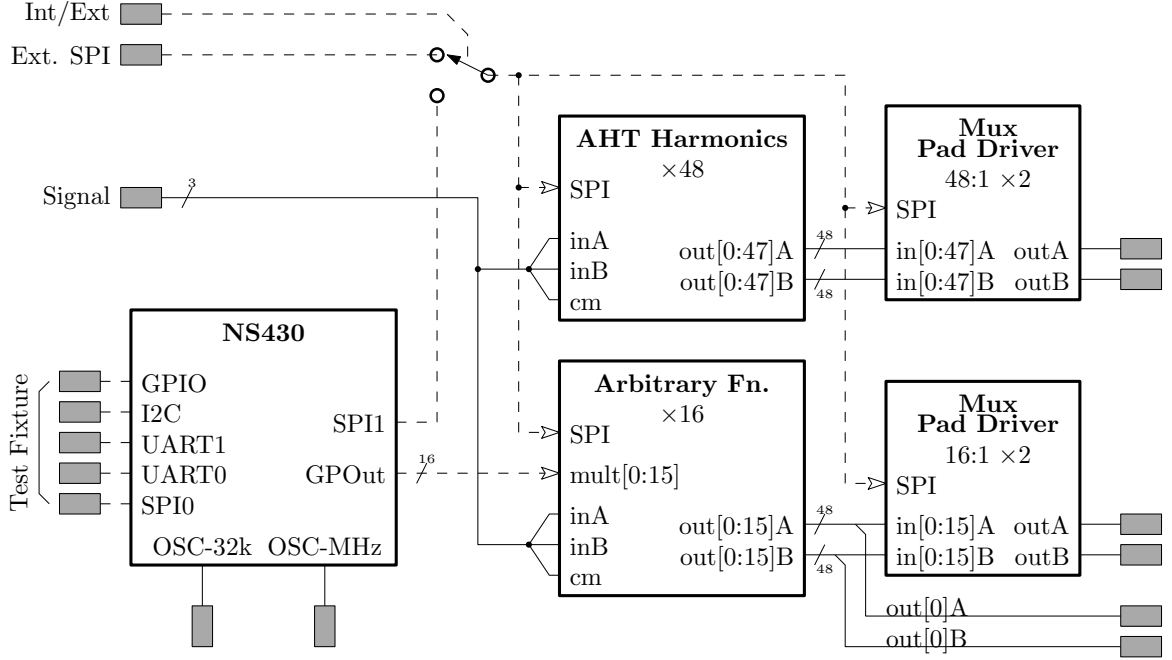 Int/Ext
Ext. SPI
Signal
3
NS430
GPIO
I2C
UART1
UART0
SPI0
SPI1
GPOut
16
OSC-32k OSC-MHz
Test Fixture
AHT Harmonics
×48
SPI
inA
inB
cm
out[0:47]A
out[0:47]B
48
48
Mux
Pad Driver
48:1 ×2
SPI
in[0:47]A outA
in[0:47]B outB
Arbitrary Fn.
×16
SPI
mult[0:15]
inA
inB
cm
out[0:15]A
out[0:15]B
48
48
Mux
Pad Driver
16:1 ×2
SPI
in[0:15]A outA
in[0:15]B outB
out[0]A
out[0]B